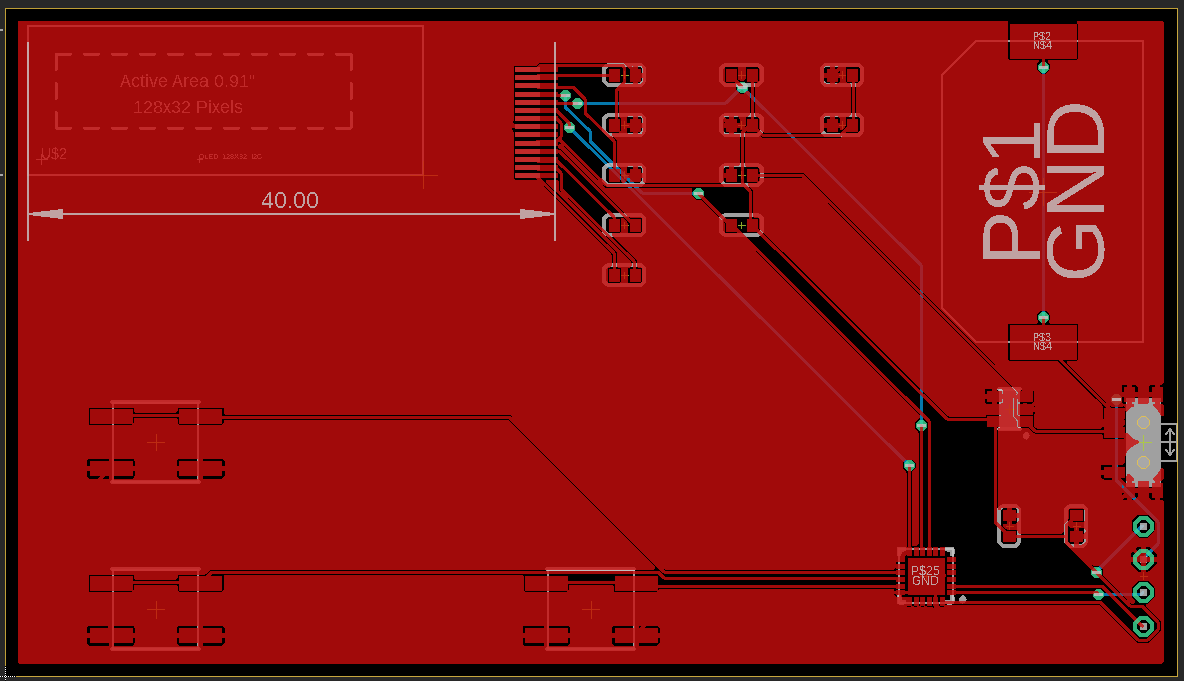 Active Area 0.91"
128x32 Pixels
U$2
OLED 128X32 I2C
40.00
P$2
N$4
P$1
GND
P$3
N$4
P$25
GND